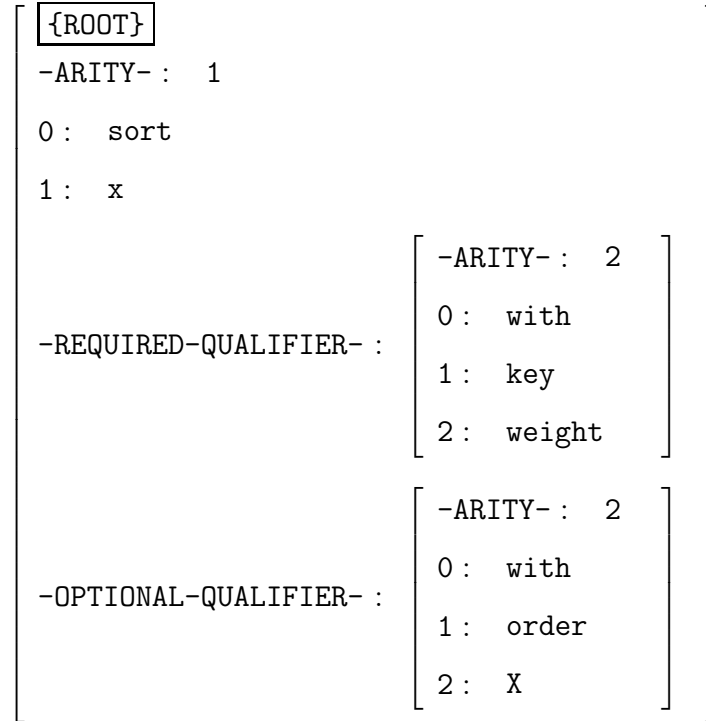 {ROOT}
-ARITY- : 1
0 : sort
1 : x
-REQUIRED-QUALIFIER- :
-ARITY- : 2
0 : with
1 : key
2 : weight
-OPTIONAL-QUALIFIER- :
-ARITY- : 2
0 : with
1 : order
2 : X